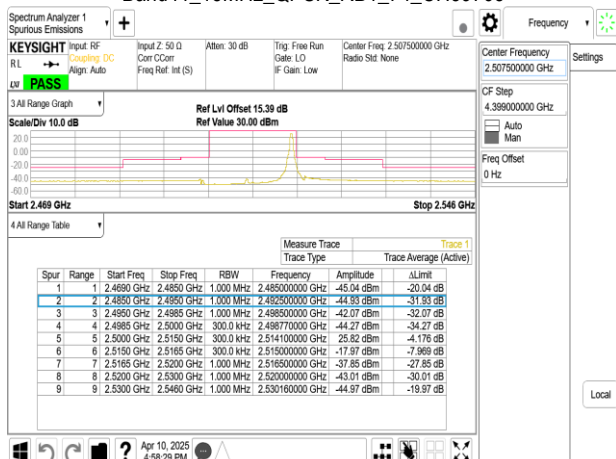 Spectrum Analyzer 1
Spurious Emissions
Frequency
KEYSIGHT
Input: RF
Coupling: DC
Align: Auto
Input Z: 50 Ω
Corr CCorr
Freq Ref: Int (S)
Atten: 30 dB
Trig: Free Run
Gate: LO
IF Gain: Low
Center Freq: 2.507500000 GHz
Radio Std: None
RL
LXI
PASS
Center Frequency
2.507500000 GHz
Settings
CF Step
4.399000000 GHz
Auto
Man
Freq Offset
0 Hz
3 All Range Graph
Scale/Div 10.0 dB
Ref Lvl Offset 15.39 dB
Ref Value 30.00 dBm
20.0
0.00
-20.0
-40.0
-60.0
Start 2.469 GHz
Stop 2.546 GHz
4 All Range Table
Measure Trace Trace 1
Trace Type Trace Average (Active)
Spur Range Start Freq Stop Freq RBW Frequency Amplitude ΔLimit
1 1 2.4690 GHz 2.4850 GHz 1.000 MHz 2.485000000 GHz -45.04 dBm -20.04 dB
2 2 2.4850 GHz 2.4950 GHz 1.000 MHz 2.492500000 GHz -44.93 dBm -31.93 dB
3 3 2.4950 GHz 2.4985 GHz 1.000 MHz 2.498500000 GHz -42.07 dBm -32.07 dB
4 4 2.4985 GHz 2.5000 GHz 300.0 kHz 2.498770000 GHz -44.27 dBm -34.27 dB
5 5 2.5000 GHz 2.5150 GHz 300.0 kHz 2.514100000 GHz 25.82 dBm -4.176 dB
6 6 2.5150 GHz 2.5165 GHz 300.0 kHz 2.515000000 GHz -17.97 dBm -7.969 dB
7 7 2.5165 GHz 2.5200 GHz 1.000 MHz 2.516500000 GHz -37.85 dBm -27.85 dB
8 8 2.5200 GHz 2.5300 GHz 1.000 MHz 2.520000000 GHz -43.01 dBm -30.01 dB
9 9 2.5300 GHz 2.5460 GHz 1.000 MHz 2.530160000 GHz -44.97 dBm -19.97 dB
Local
?
Apr 10, 2025
4:58:29 PM